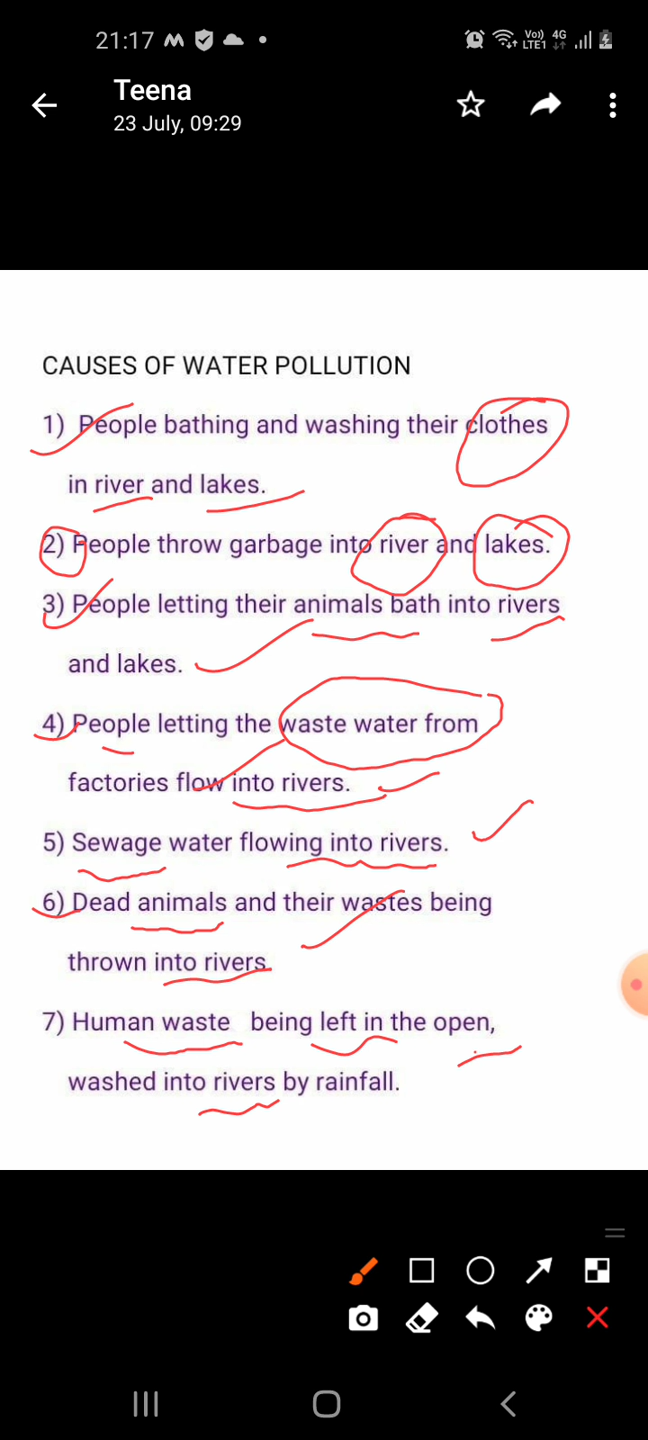 21:17
Vo)) 4G
LTE1
Teena
23 July, 09:29
CAUSES OF WATER POLLUTION
1) People bathing and washing their clothes
in river and lakes.
2) People throw garbage into river and lakes.
3) People letting their animals bath into rivers
and lakes.
4) People letting the waste water from
factories flow into rivers.
5) Sewage water flowing into rivers.
6) Dead animals and their wastes being
thrown into rivers.
7) Human waste being left in the open,
washed into rivers by rainfall.